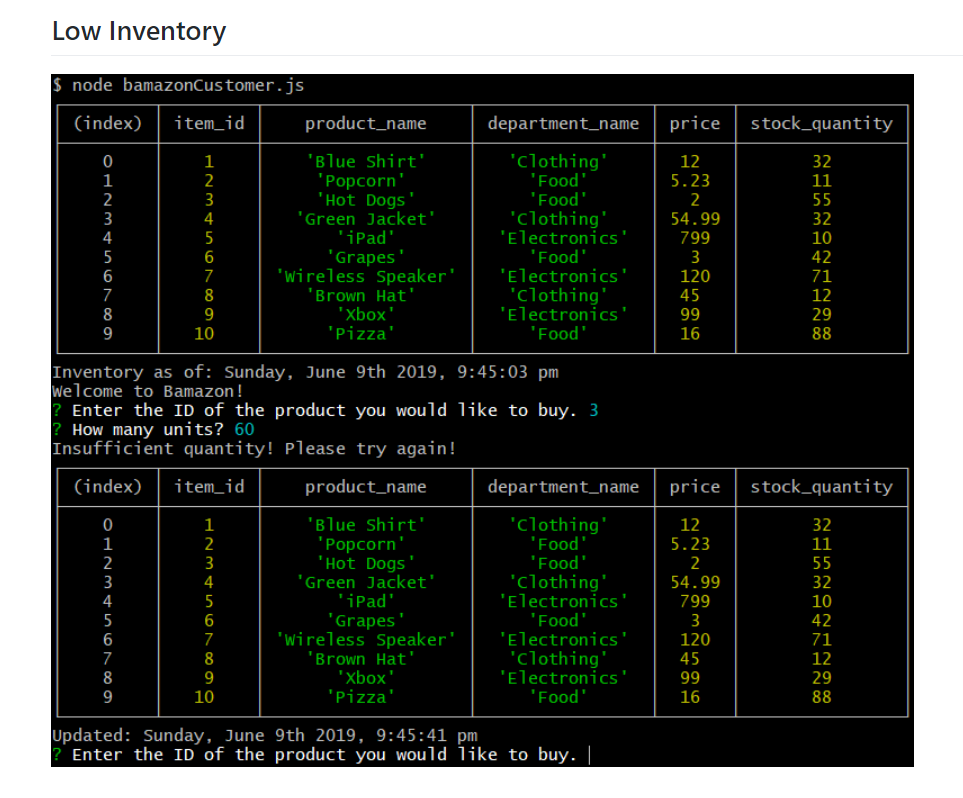 Low Inventory
$ node bamazonCustomer.js
(index) item_id product_name department_name price stock_quantity
0 1 'Blue Shirt' 'Clothing' 12 32
1 2 'Popcorn' 'Food' 5.23 11
2 3 'Hot Dogs' 'Food' 2 55
3 4 'Green Jacket' 'Clothing' 54.99 32
4 5 'iPad' 'Electronics' 799 10
5 6 'Grapes' 'Food' 3 42
6 7 'Wireless Speaker' 'Electronics' 120 71
7 8 'Brown Hat' 'Clothing' 45 12
8 9 'Xbox' 'Electronics' 99 29
9 10 'Pizza' 'Food' 16 88
Inventory as of: Sunday, June 9th 2019, 9:45:03 pm
Welcome to Bamazon!
? Enter the ID of the product you would like to buy. 3
? How many units? 60
Insufficient quantity! Please try again!
(index) item_id product_name department_name price stock_quantity
0 1 'Blue Shirt' 'Clothing' 12 32
1 2 'Popcorn' 'Food' 5.23 11
2 3 'Hot Dogs' 'Food' 2 55
3 4 'Green Jacket' 'Clothing' 54.99 32
4 5 'iPad' 'Electronics' 799 10
5 6 'Grapes' 'Food' 3 42
6 7 'Wireless Speaker' 'Electronics' 120 71
7 8 'Brown Hat' 'Clothing' 45 12
8 9 'Xbox' 'Electronics' 99 29
9 10 'Pizza' 'Food' 16 88
Updated: Sunday, June 9th 2019, 9:45:41 pm
? Enter the ID of the product you would like to buy.